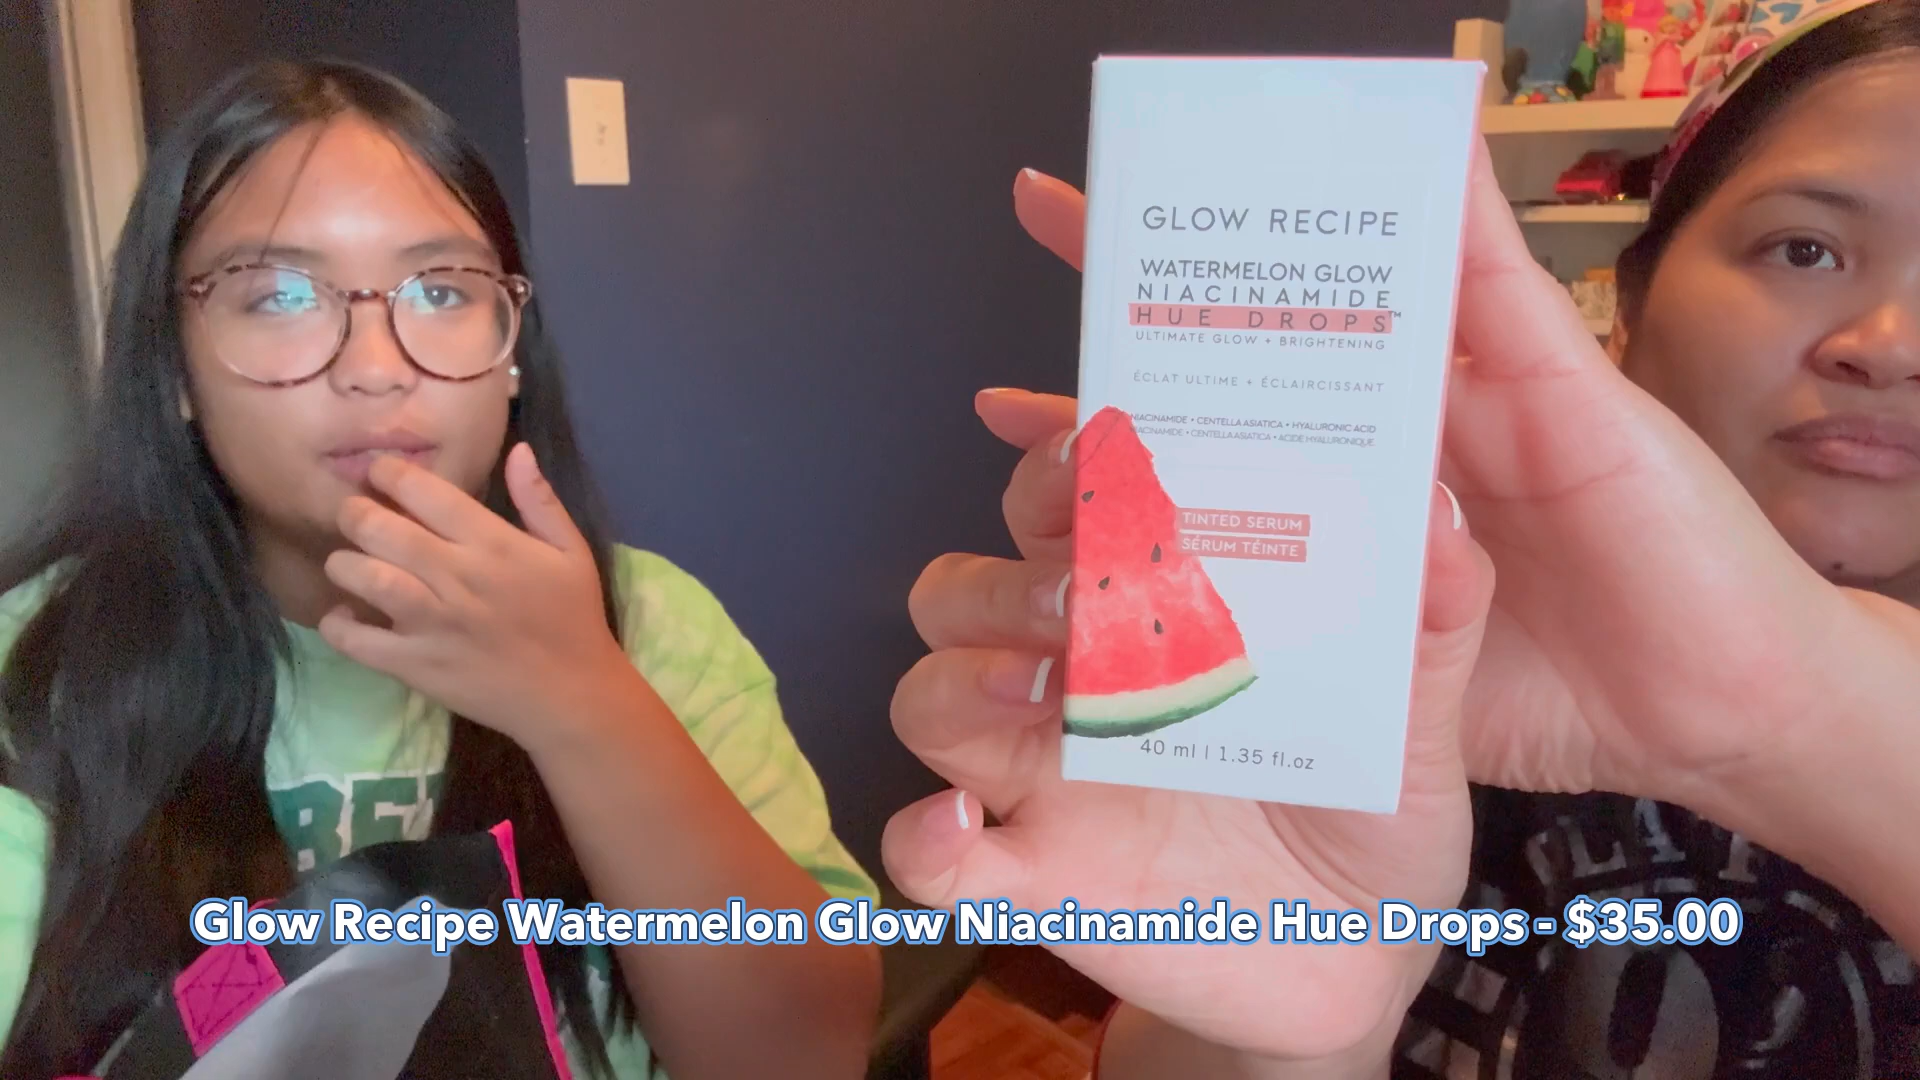 GLOW RECIPE
WATERMELON GLOW
NIACINAMIDE
HUE DROPS™
ULTIMATE GLOW + BRIGHTENING
ÉCLAT ULTIME + ÉCLAIRCISSANT
NIACINAMIDE • CENTELLA ASIATICA • HYALURONIC ACID
NIACINAMIDE • CENTELLA ASIATICA • ACIDE HYALURONIQUE
TINTED SERUM
SÉRUM TÉINTE
40 ml | 1.35 fl.oz
Glow Recipe Watermelon Glow Niacinamide Hue Drops - $35.00